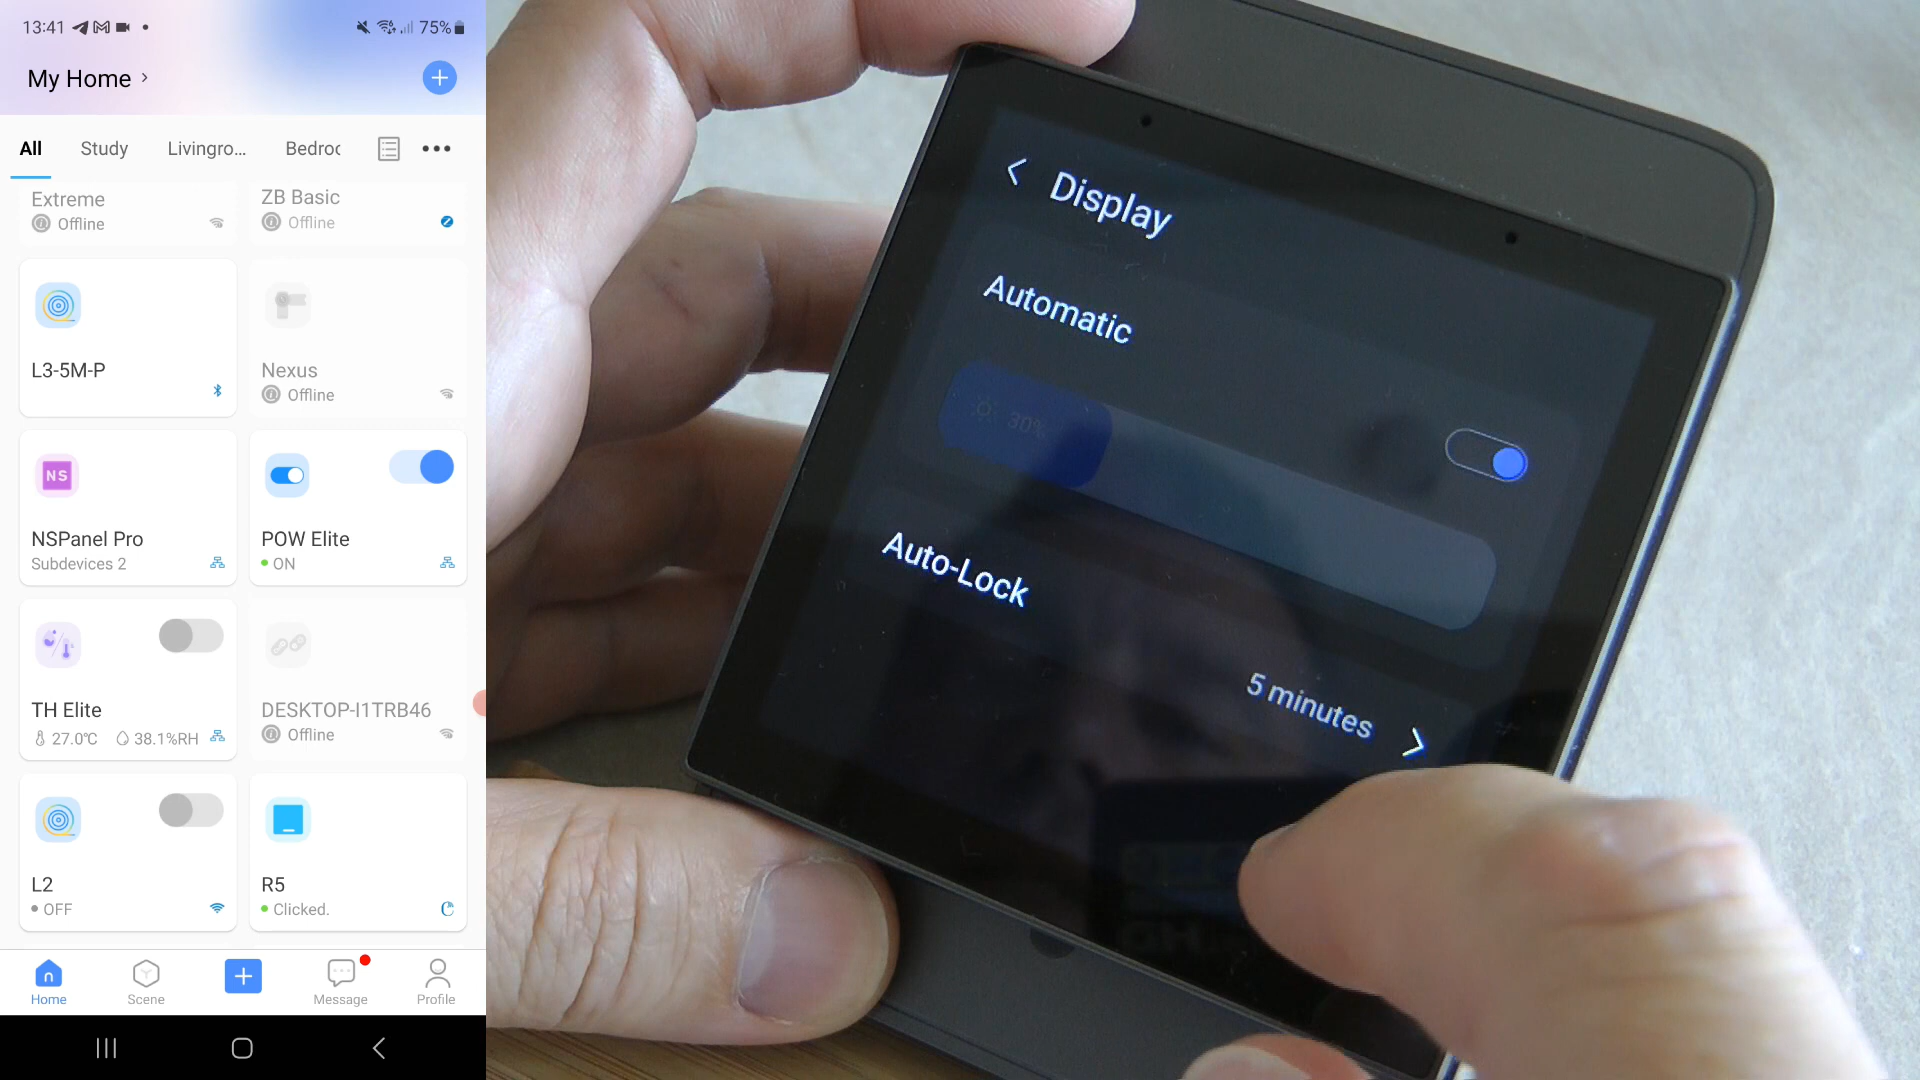 13:41
75%
My Home
All
Study
Livingro...
Bedroc
Extreme
Offline
ZB Basic
Offline
L3-5M-P
Nexus
Offline
NS
NSPanel Pro
Subdevices 2
POW Elite
ON
TH Elite
27.0℃
38.1%RH
DESKTOP-I1TRB46
Offline
L2
OFF
R5
Clicked.
Home
Scene
Message
Profile
Display
Automatic
30%
Auto-Lock
5 minutes